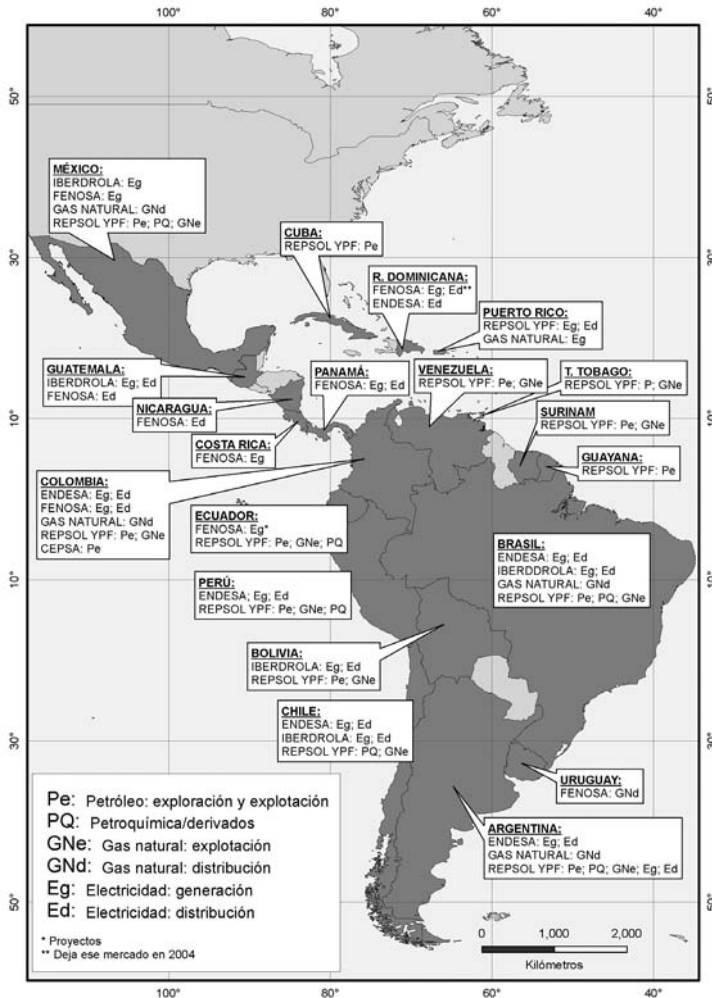 100°
80°
60°
40°
50°
50°
MÉXICO:
IBERDROLA: Eg
FENOSA: Eg
GAS NATURAL: GNd
REPSOL YPF: Pe; PQ; GNe
CUBA:
REPSOL YPF: Pe
30°
30°
R. DOMINICANA:
FENOSA: Eg; Ed**
ENDESA: Ed
PUERTO RICO:
REPSOL YPF: Eg; Ed
GAS NATURAL: Eg
GUATEMALA:
IBERDROLA: Eg; Ed
FENOSA: Ed
PANAMÁ:
FENOSA: Eg; Ed
VENEZUELA:
REPSOL YPF: Pe; GNe
T. TOBAGO:
REPSOL YPF: P; GNe
NICARAGUA:
FENOSA: Ed
10°
10°
SURINAM
REPSOL YPF: Pe; GNe
COSTA RICA:
FENOSA: Eg
GUAYANA:
REPSOL YPF: Pe
COLOMBIA:
ENDESA: Eg; Ed
FENOSA: Eg; Ed
GAS NATURAL: GNd
REPSOL YPF: Pe; GNe
CEPSA: Pe
ECUADOR:
FENOSA: Eg*
REPSOL YPF: Pe; GNe; PQ
BRASIL:
ENDESA: Eg; Ed
IBERDDROLA: Eg; Ed
GAS NATURAL: GNd
REPSOL YPF: Pe; PQ; GNe
10°
10°
PERÚ:
ENDESA; Eg; Ed
REPSOL YPF: Pe; GNe; PQ
BOLIVIA:
IBERDROLA: Eg; Ed
REPSOL YPF: Pe; GNe
CHILE:
ENDESA: Eg; Ed
IBERDROLA: Eg; Ed
REPSOL YPF: PQ; GNe
30°
30°
URUGUAY:
FENOSA: GNd
ARGENTINA:
ENDESA: Eg; Ed
GAS NATURAL: GNd
REPSOL YPF: Pe; PQ; GNe; Eg; Ed
Pe: Petróleo: exploración y explotación
PQ: Petroquímica/derivados
GNe: Gas natural: explotación
GNd: Gas natural: distribución
Eg: Electricidad: generación
Ed: Electricidad: distribución
* Proyectos
** Deja ese mercado en 2004
50°
50°
0 1,000 2,000
Kilómetros
100°
80°
60°
40°